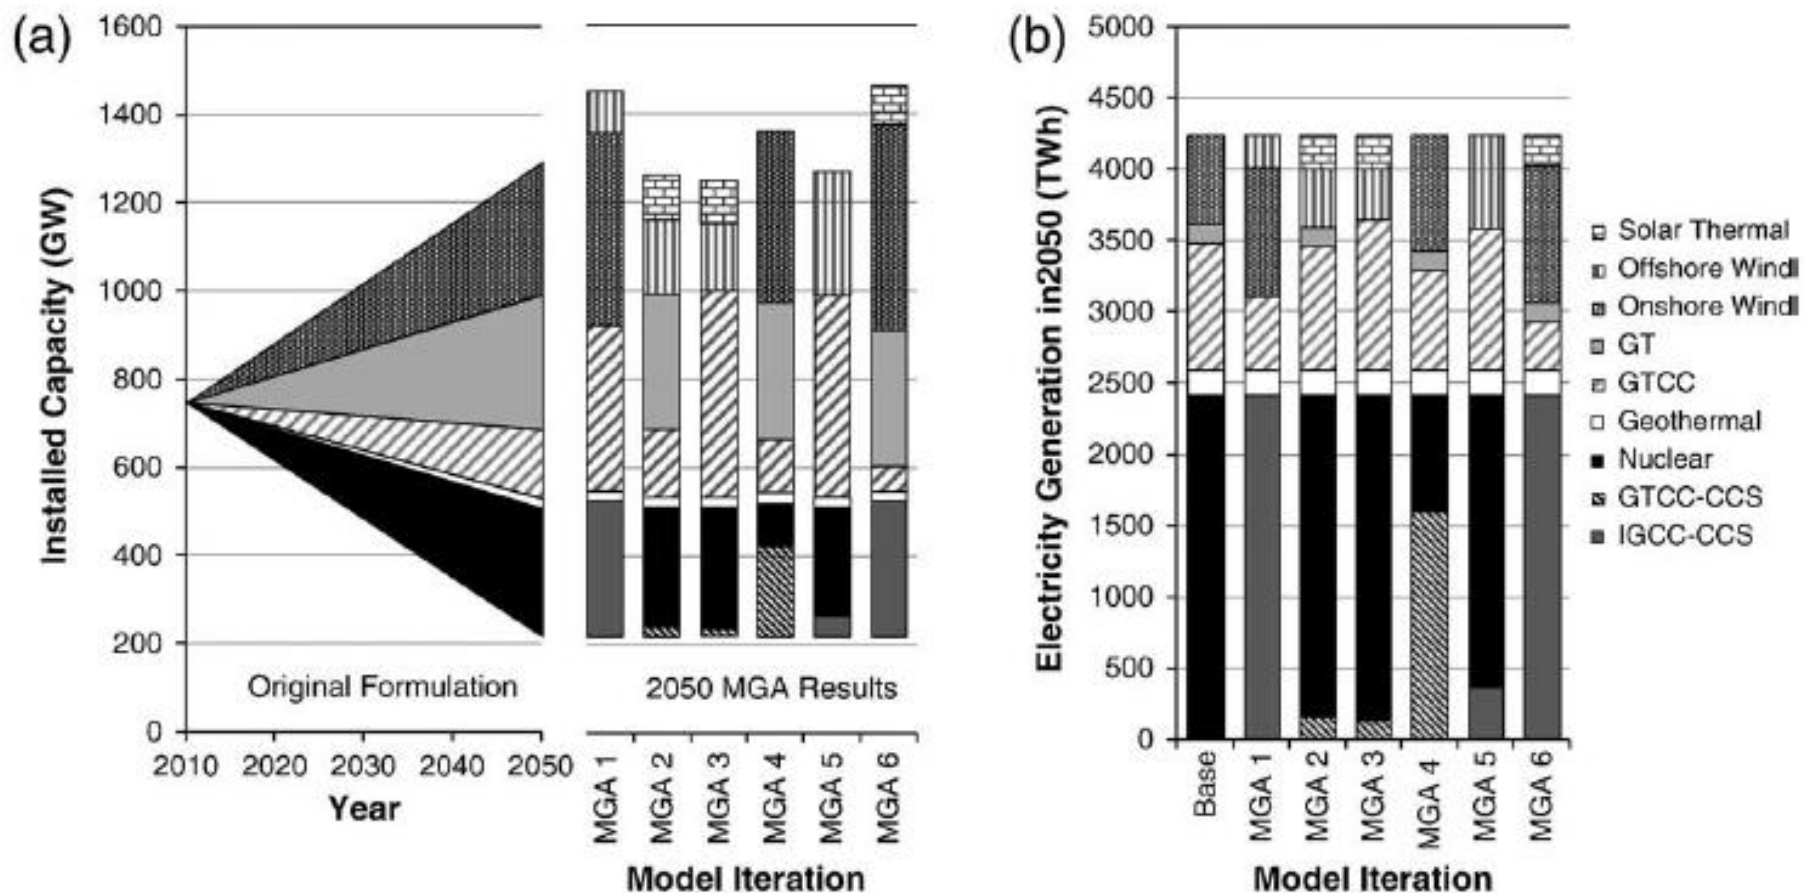 (a)
1600
1400
1200
1000
800
600
400
200
0
Installed Capacity (GW)
Original Formulation
2010 2020 2030 2040 2050
Year
2050 MGA Results
MGA 1
MGA 2
MGA 3
MGA 4
MGA 5
MGA 6
Model Iteration
(b)
5000
4500
4000
3500
3000
2500
2000
1500
1000
500
0
Electricity Generation in2050 (TWh)
Base
MGA 1
MGA 2
MGA 3
MGA 4
MGA 5
MGA 6
Model Iteration
Solar Thermal
Offshore Windl
Onshore Windl
GT
GTCC
Geothermal
Nuclear
GTCC-CCS
IGCC-CCS